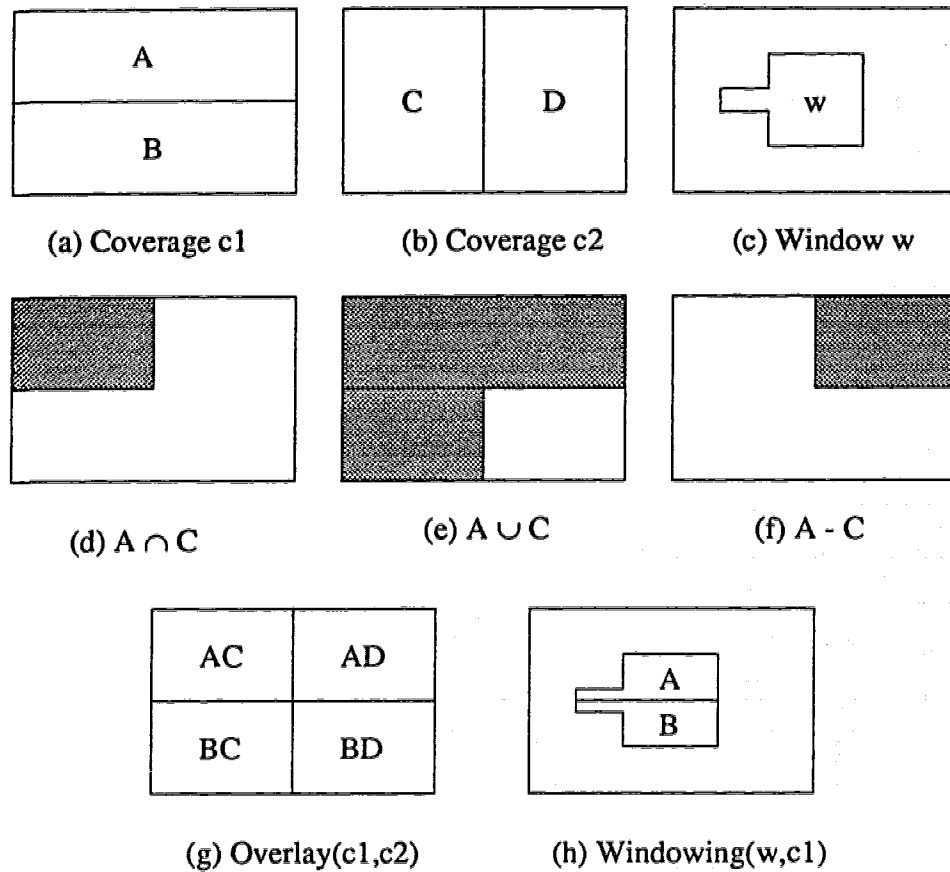 A
B
C
D
w
(a) Coverage c1
(b) Coverage c2
(c) Window w
(d) A ∩ C
(e) A ∪ C
(f) A - C
AC
AD
BC
BD
A
B
(g) Overlay(c1,c2)
(h) Windowing(w,c1)